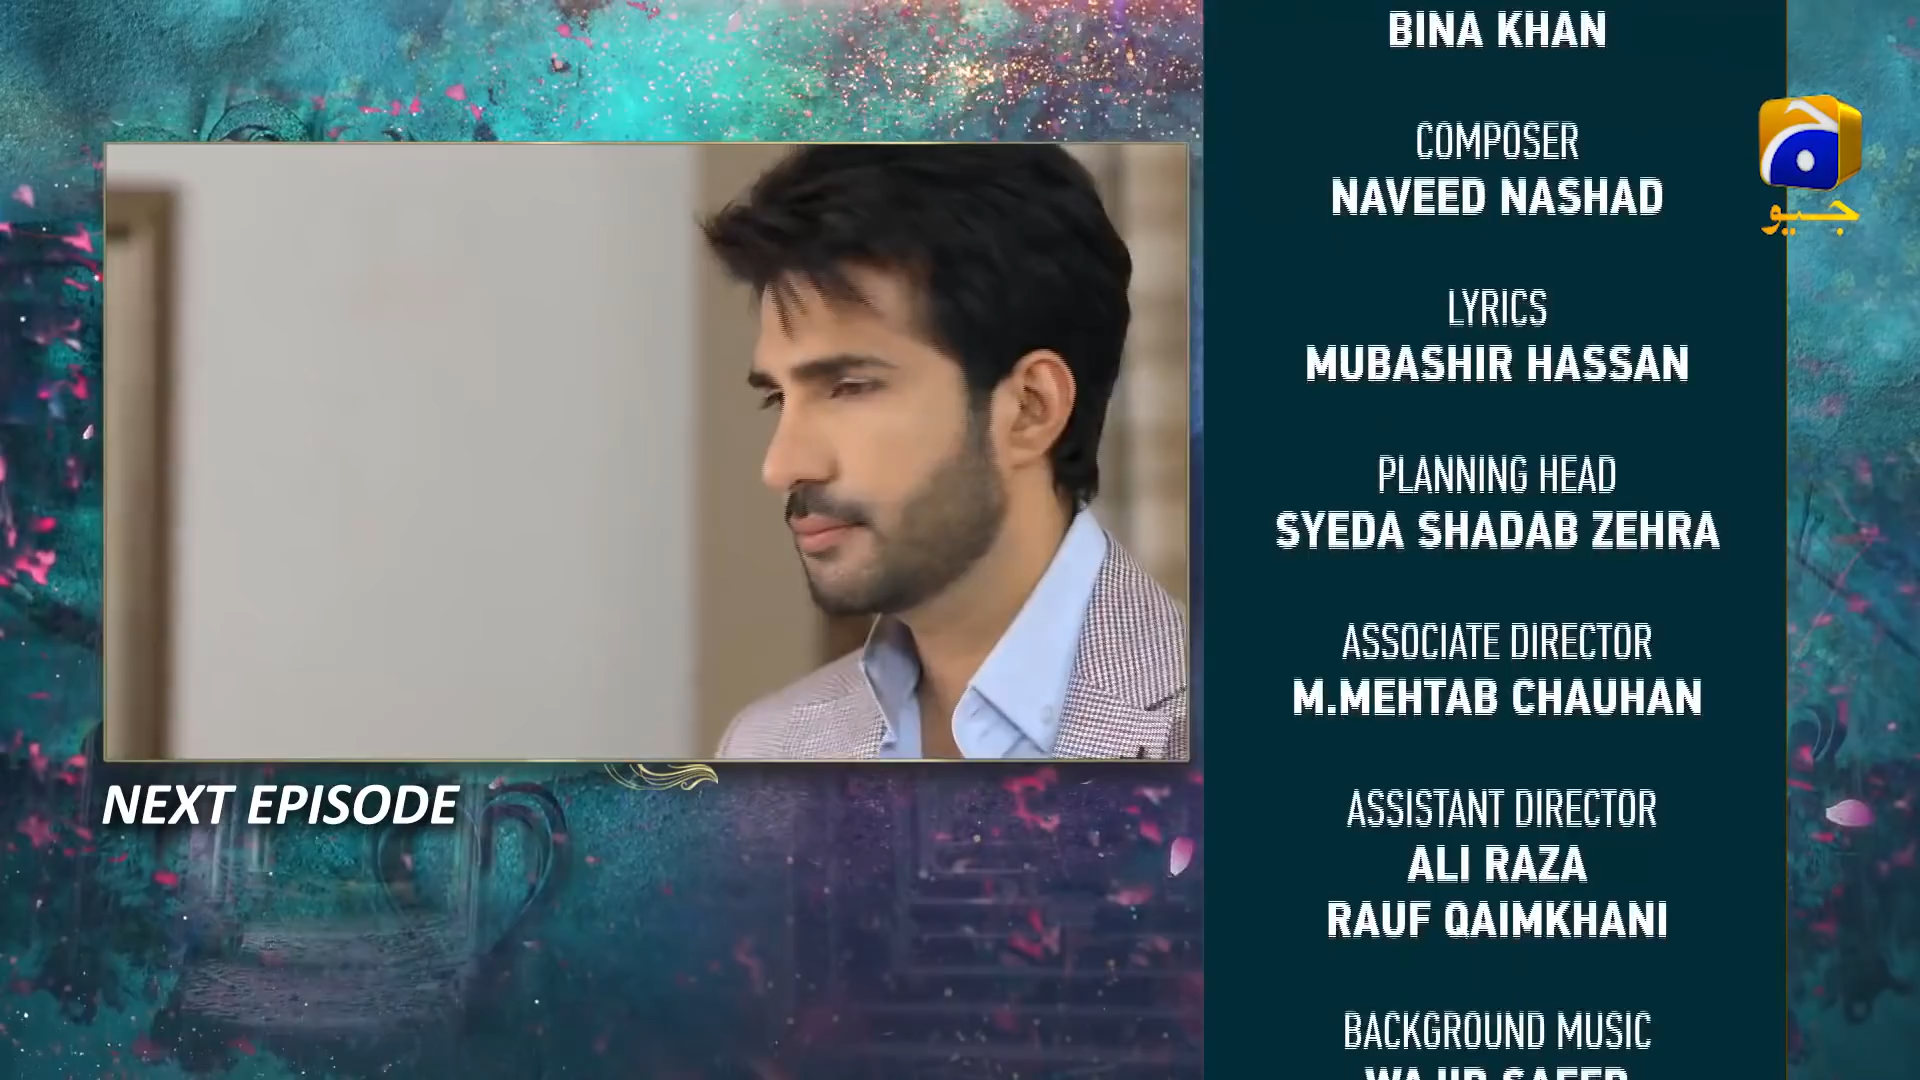 BINA KHAN
COMPOSER
NAVEED NASHAD
LYRICS
MUBASHIR HASSAN
PLANNING HEAD
SYEDA SHADAB ZEHRA
ASSOCIATE DIRECTOR
M.MEHTAB CHAUHAN
ASSISTANT DIRECTOR
ALI RAZA
RAUF QAIMKHANI
BACKGROUND MUSIC
جیو
NEXT EPISODE